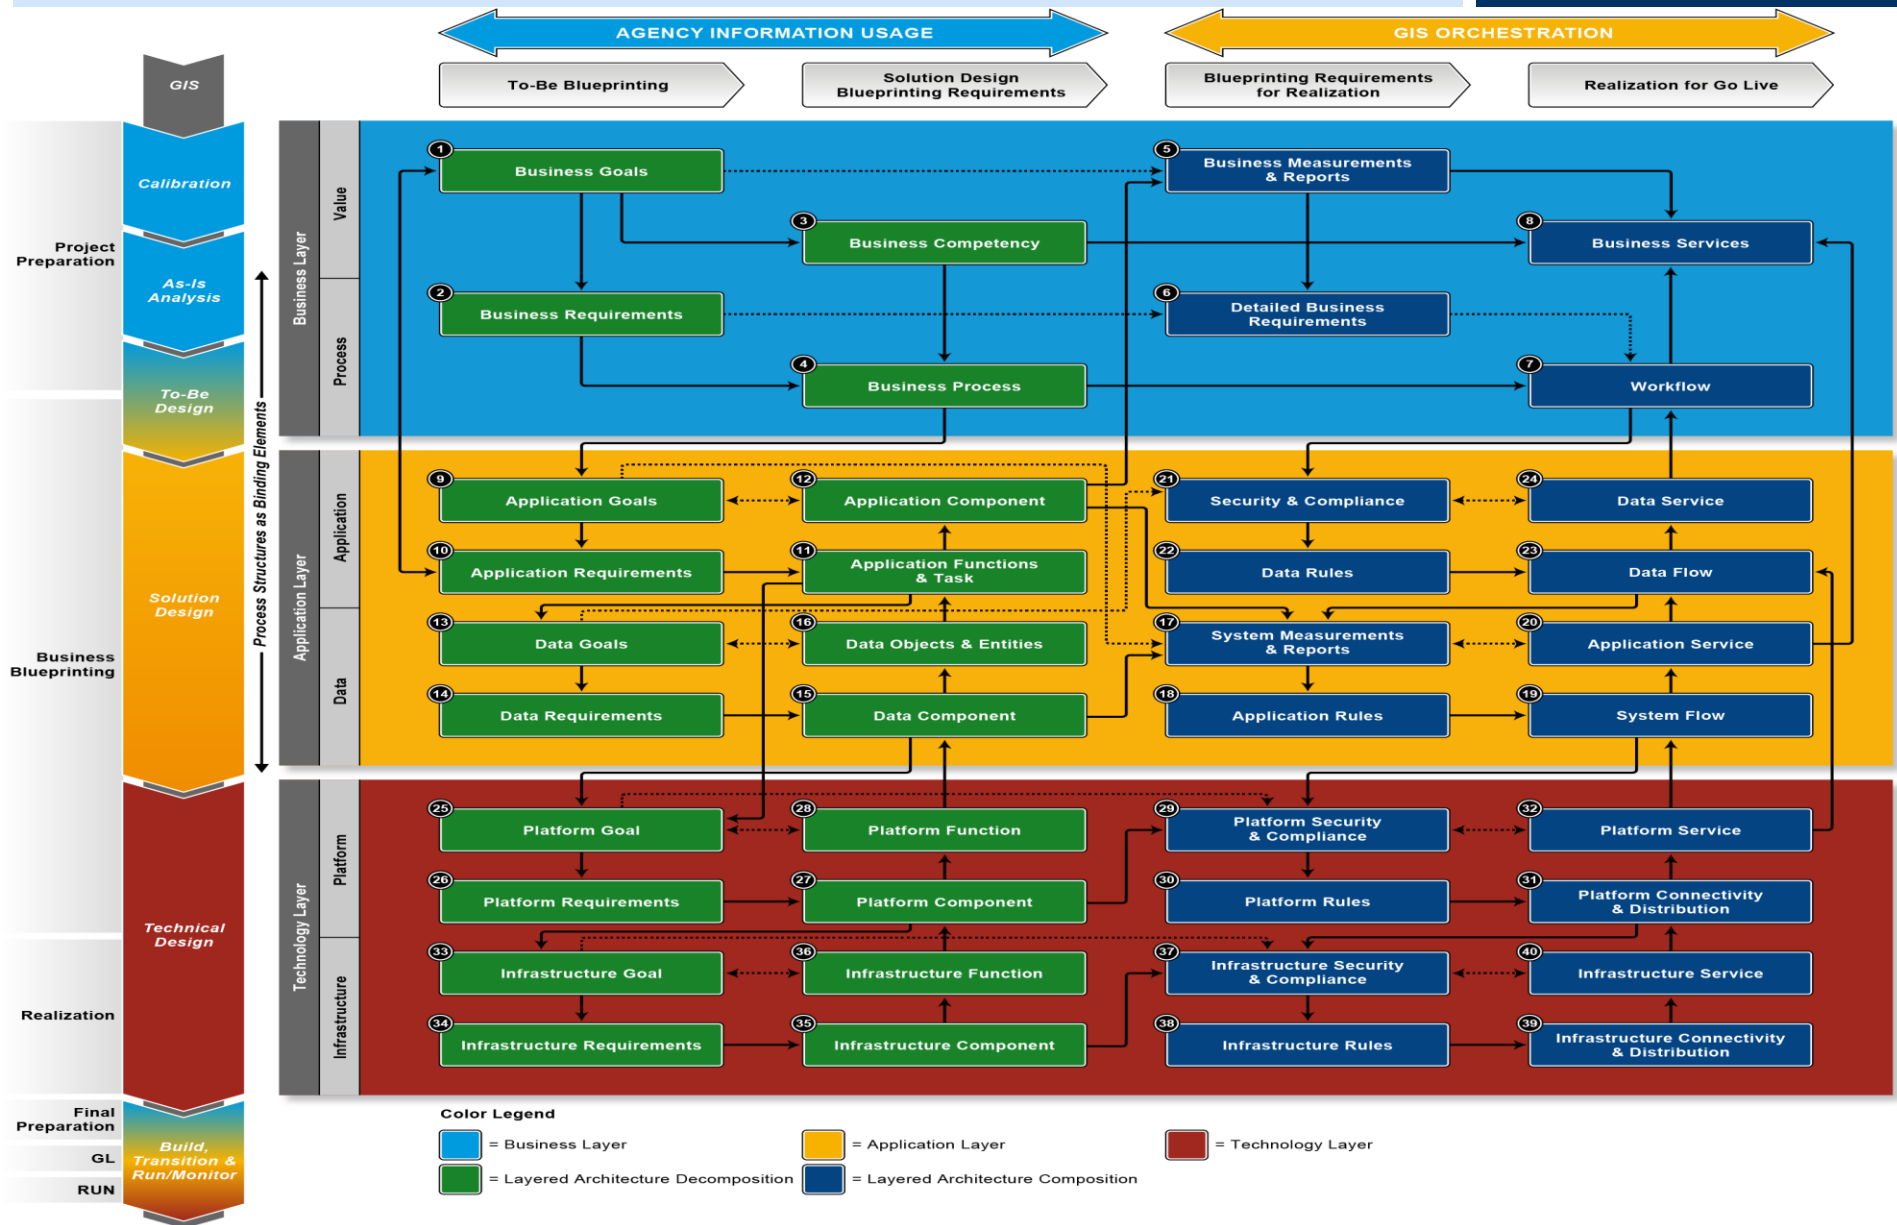 AGENCY INFORMATION USAGE
GIS ORCHESTRATION
GIS
To-Be Blueprinting
Solution Design
Blueprinting Requirements
Blueprinting Requirements
for Realization
Realization for Go Live
Project
Preparation
Business
Blueprinting
Realization
Final
Preparation
GL
RUN
Calibration
As-Is
Analysis
To-Be
Design
Solution
Design
Technical
Design
Build,
Transition &
Run/Monitor
Process Structures as Binding Elements
Business Layer
Value
Process
1
Business Goals
5
Business Measurements
& Reports
3
Business Competency
8
Business Services
2
Business Requirements
6
Detailed Business
Requirements
4
Business Process
7
Workflow
Application Layer
Application
Data
9
Application Goals
12
Application Component
21
Security & Compliance
24
Data Service
10
Application Requirements
11
Application Functions
& Task
22
Data Rules
23
Data Flow
13
Data Goals
16
Data Objects & Entities
17
System Measurements
& Reports
20
Application Service
14
Data Requirements
15
Data Component
18
Application Rules
19
System Flow
Technology Layer
Platform
Infrastructure
25
Platform Goal
28
Platform Function
29
Platform Security
& Compliance
32
Platform Service
26
Platform Requirements
27
Platform Component
30
Platform Rules
31
Platform Connectivity
& Distribution
33
Infrastructure Goal
36
Infrastructure Function
37
Infrastructure Security
& Compliance
40
Infrastructure Service
34
Infrastructure Requirements
35
Infrastructure Component
38
Infrastructure Rules
39
Infrastructure Connectivity
& Distribution
Color Legend
= Business Layer
= Application Layer
= Technology Layer
= Layered Architecture Decomposition
= Layered Architecture Composition